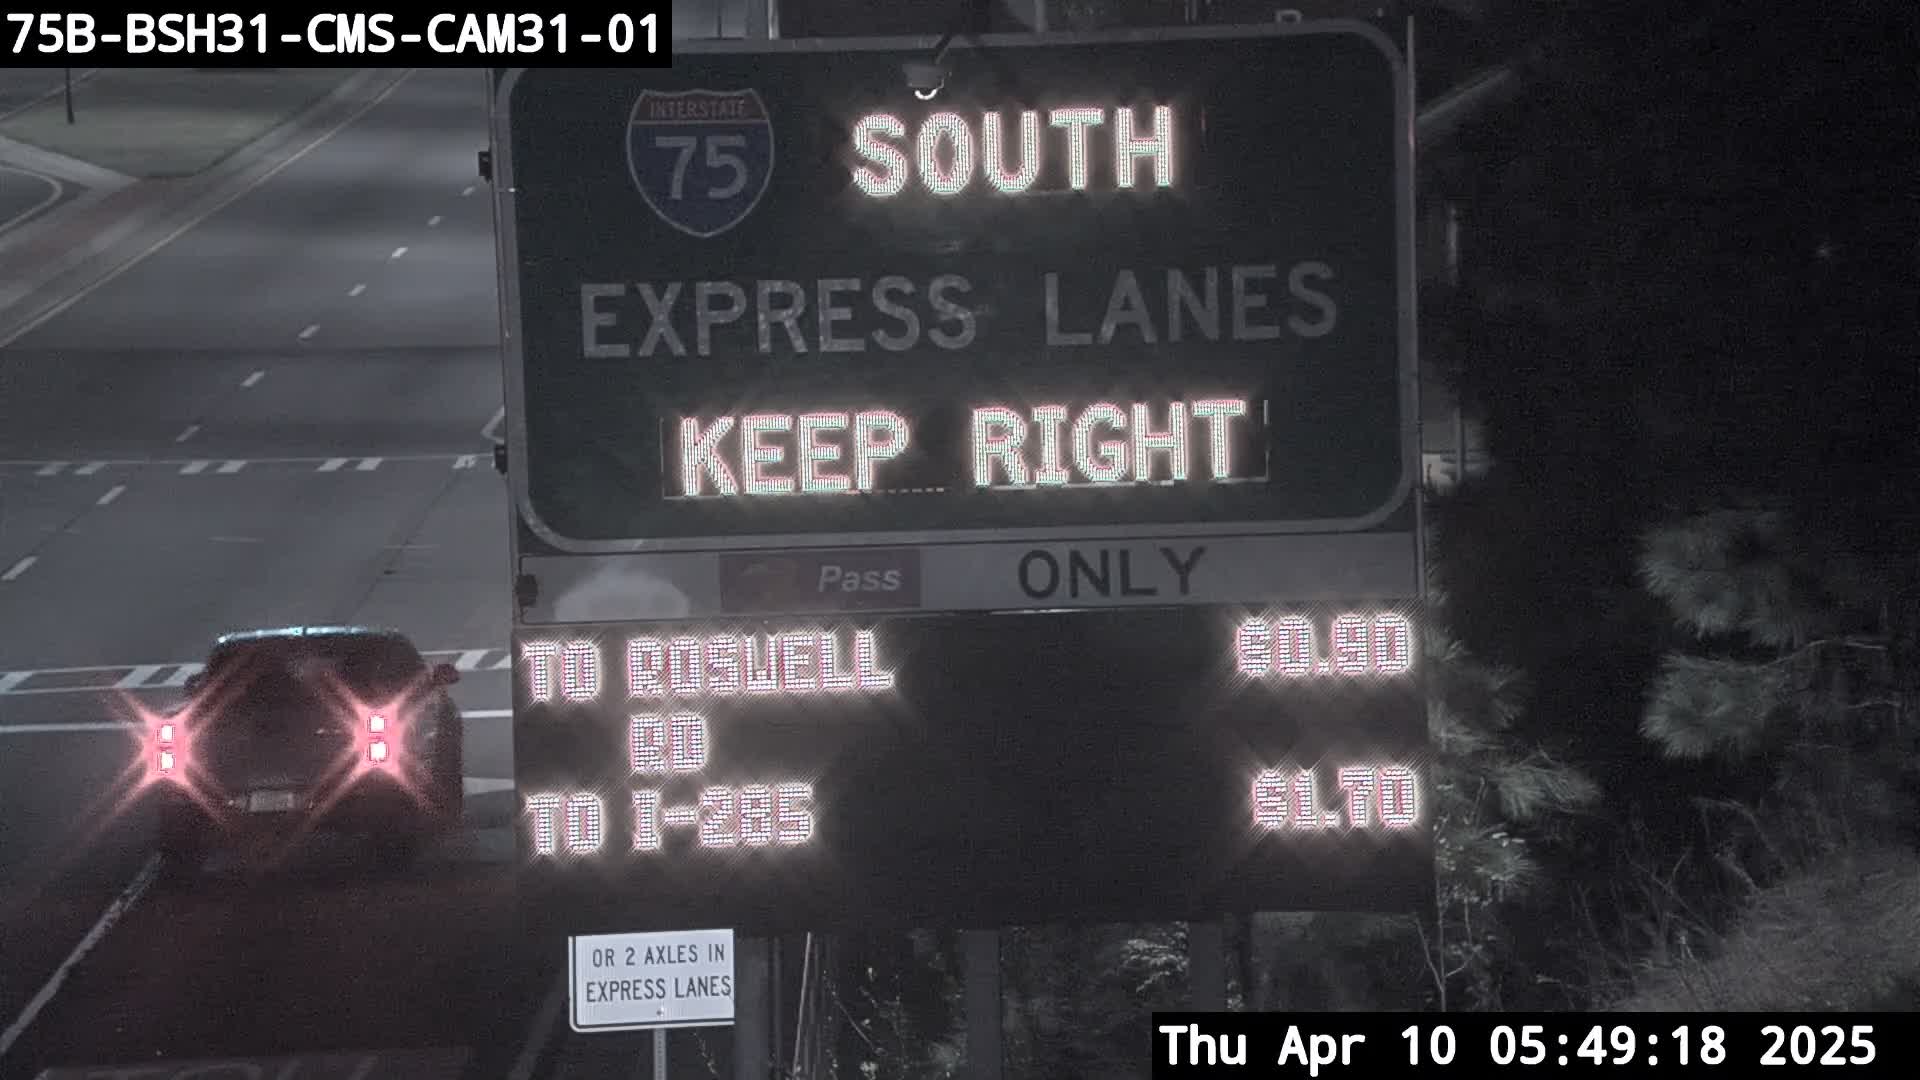 75B-BSH31-CMS-CAM31-01
INTERSTATE
75
SOUTH
EXPRESS LANES
KEEP RIGHT
Pass ONLY
TO ROSWELL $0.90
RD
TO I-285 $1.70
OR 2 AXLES IN
EXPRESS LANES
Thu Apr 10 05:49:18 2025